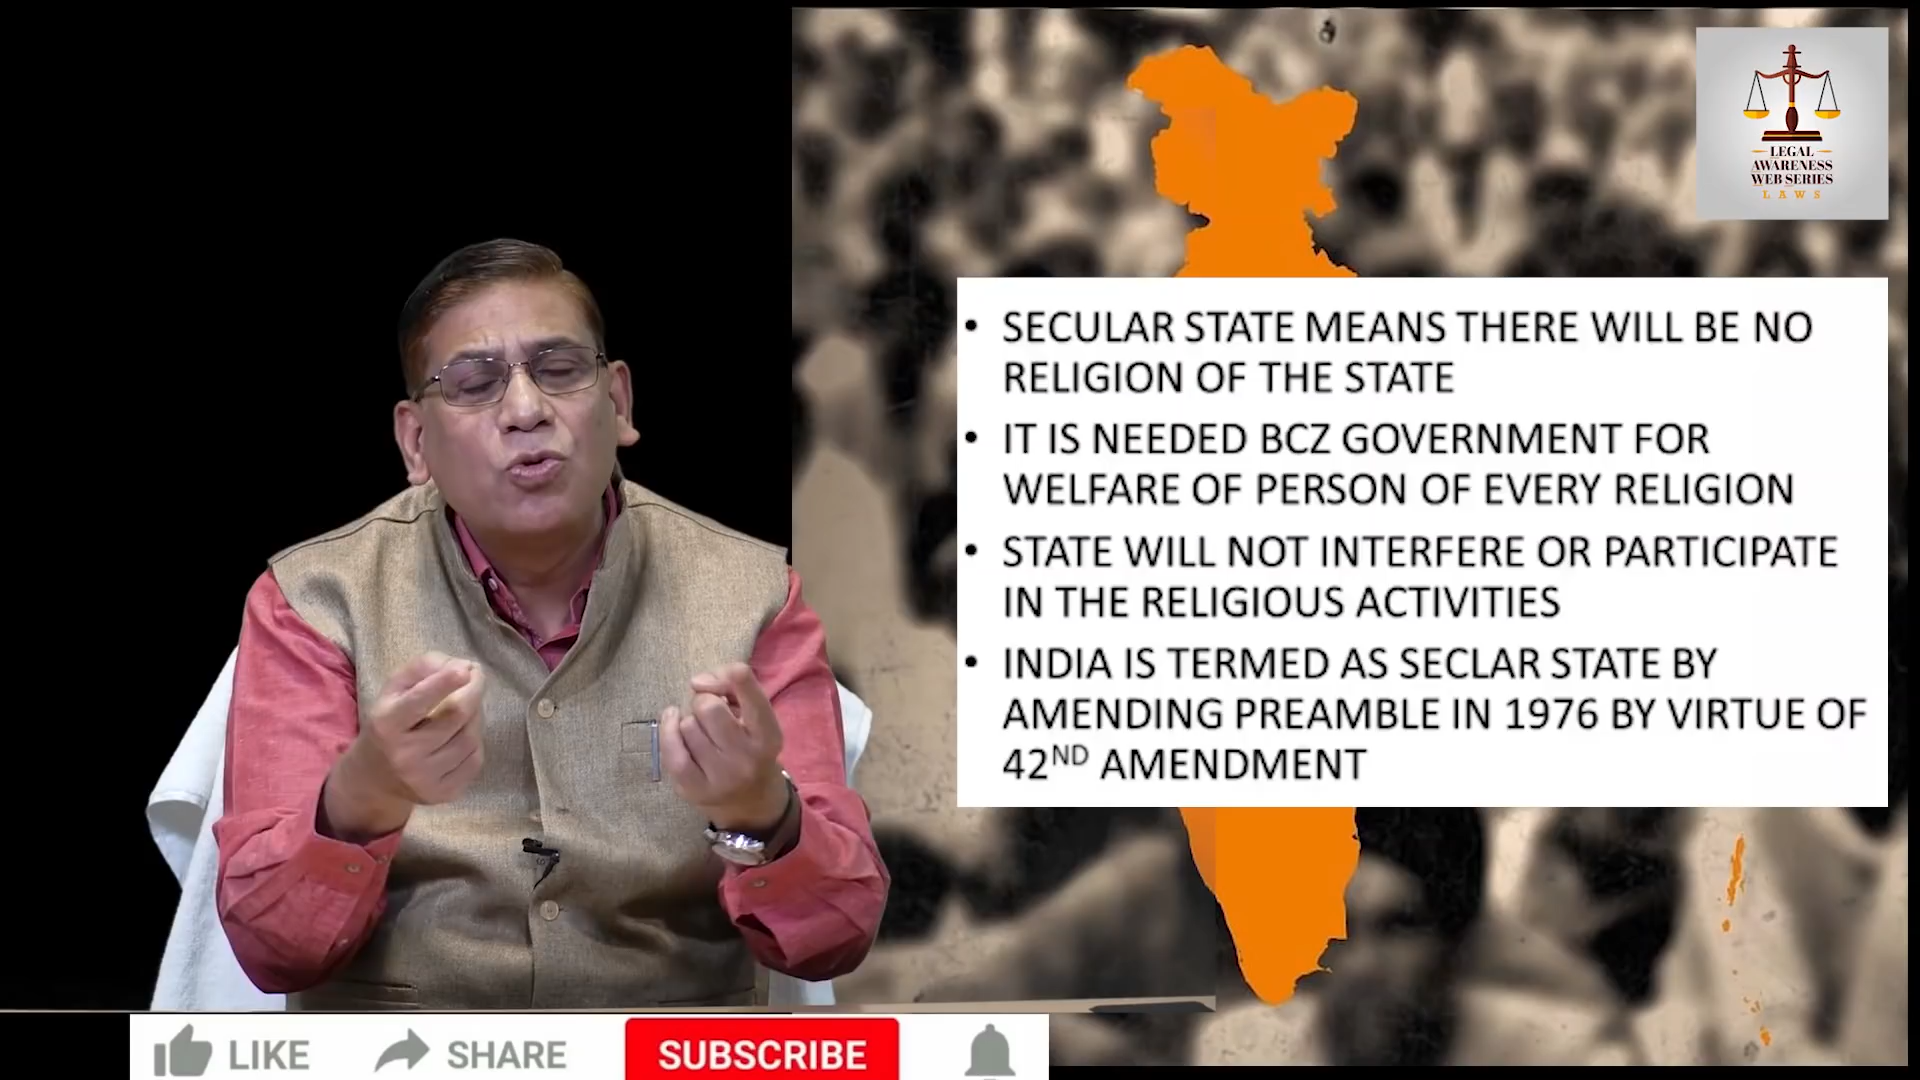 LEGAL
AWARENESS
WEB SERIES
LAWS
• SECULAR STATE MEANS THERE WILL BE NO
RELIGION OF THE STATE
• IT IS NEEDED BCZ GOVERNMENT FOR
WELFARE OF PERSON OF EVERY RELIGION
• STATE WILL NOT INTERFERE OR PARTICIPATE
IN THE RELIGIOUS ACTIVITIES
• INDIA IS TERMED AS SECLAR STATE BY
AMENDING PREAMBLE IN 1976 BY VIRTUE OF
42ND AMENDMENT
LIKE SHARE SUBSCRIBE